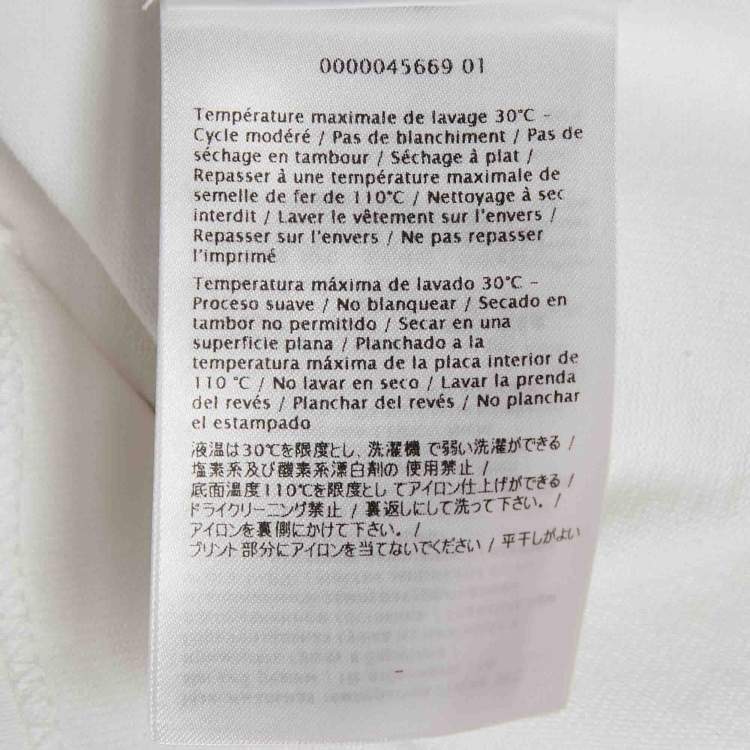 0000045669 01
Température maximale de lavage 30°C -
Cycle modéré / Pas de blanchiment / Pas de
séchage en tambour / Séchage à plat /
Repasser à une température maximale de
semelle de fer de 110°C / Nettoyage à sec
interdit / Laver le vêtement sur l'envers /
Repasser sur l'envers / Ne pas repasser
l'imprimé
Temperatura máxima de lavado 30°C -
Proceso suave / No blanquear / Secado en
tambor no permitido / Secar en una
superficie plana / Planchado a la
temperatura máxima de la placa interior de
110 °C / No lavar en seco / Lavar la prenda
del revés / Planchar del revés / No planchar
el estampado
液温は30℃を限度とし、洗濯機 で弱い洗濯ができる /
塩素系及び酸素系漂白剤の 使用禁止 /
底面温度110℃を限度とし てアイロン仕上げができる /
ドライクリーニング禁止 / 裏返しにして洗って下さい。 /
アイロンを裏側にかけて下さい。 /
プリント部分にアイロンを当てないでください / 平干しがよい